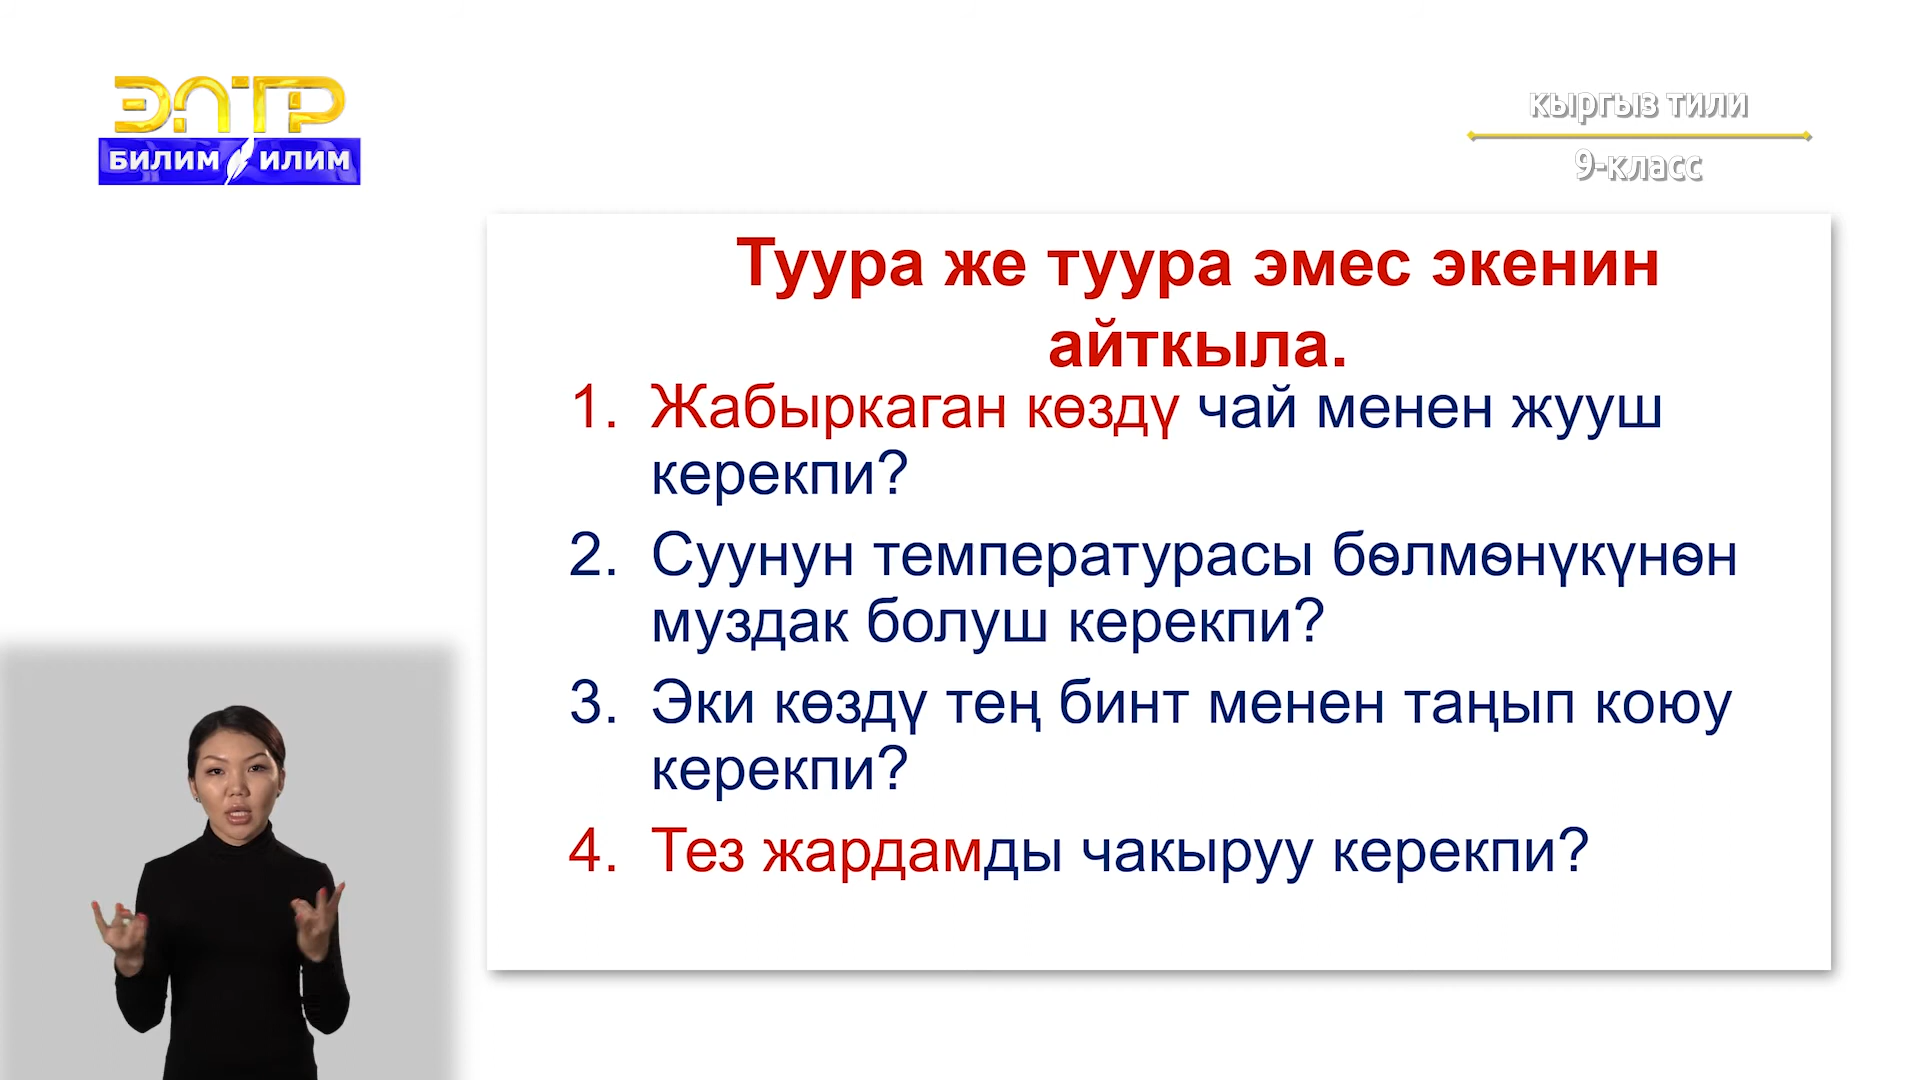 ЭЛТР
БИЛИМ ИЛИМ
кыргыз тили
9-класс
Туура же туура эмес экенин
айткыла.
1. Жабыркаган көздү чай менен жууш
керекпи?
2. Суунун температурасы бөлмөнүкүнөн
муздак болуш керекпи?
3. Эки көздү тең бинт менен таңып коюу
керекпи?
4. Тез жардамды чакыруу керекпи?